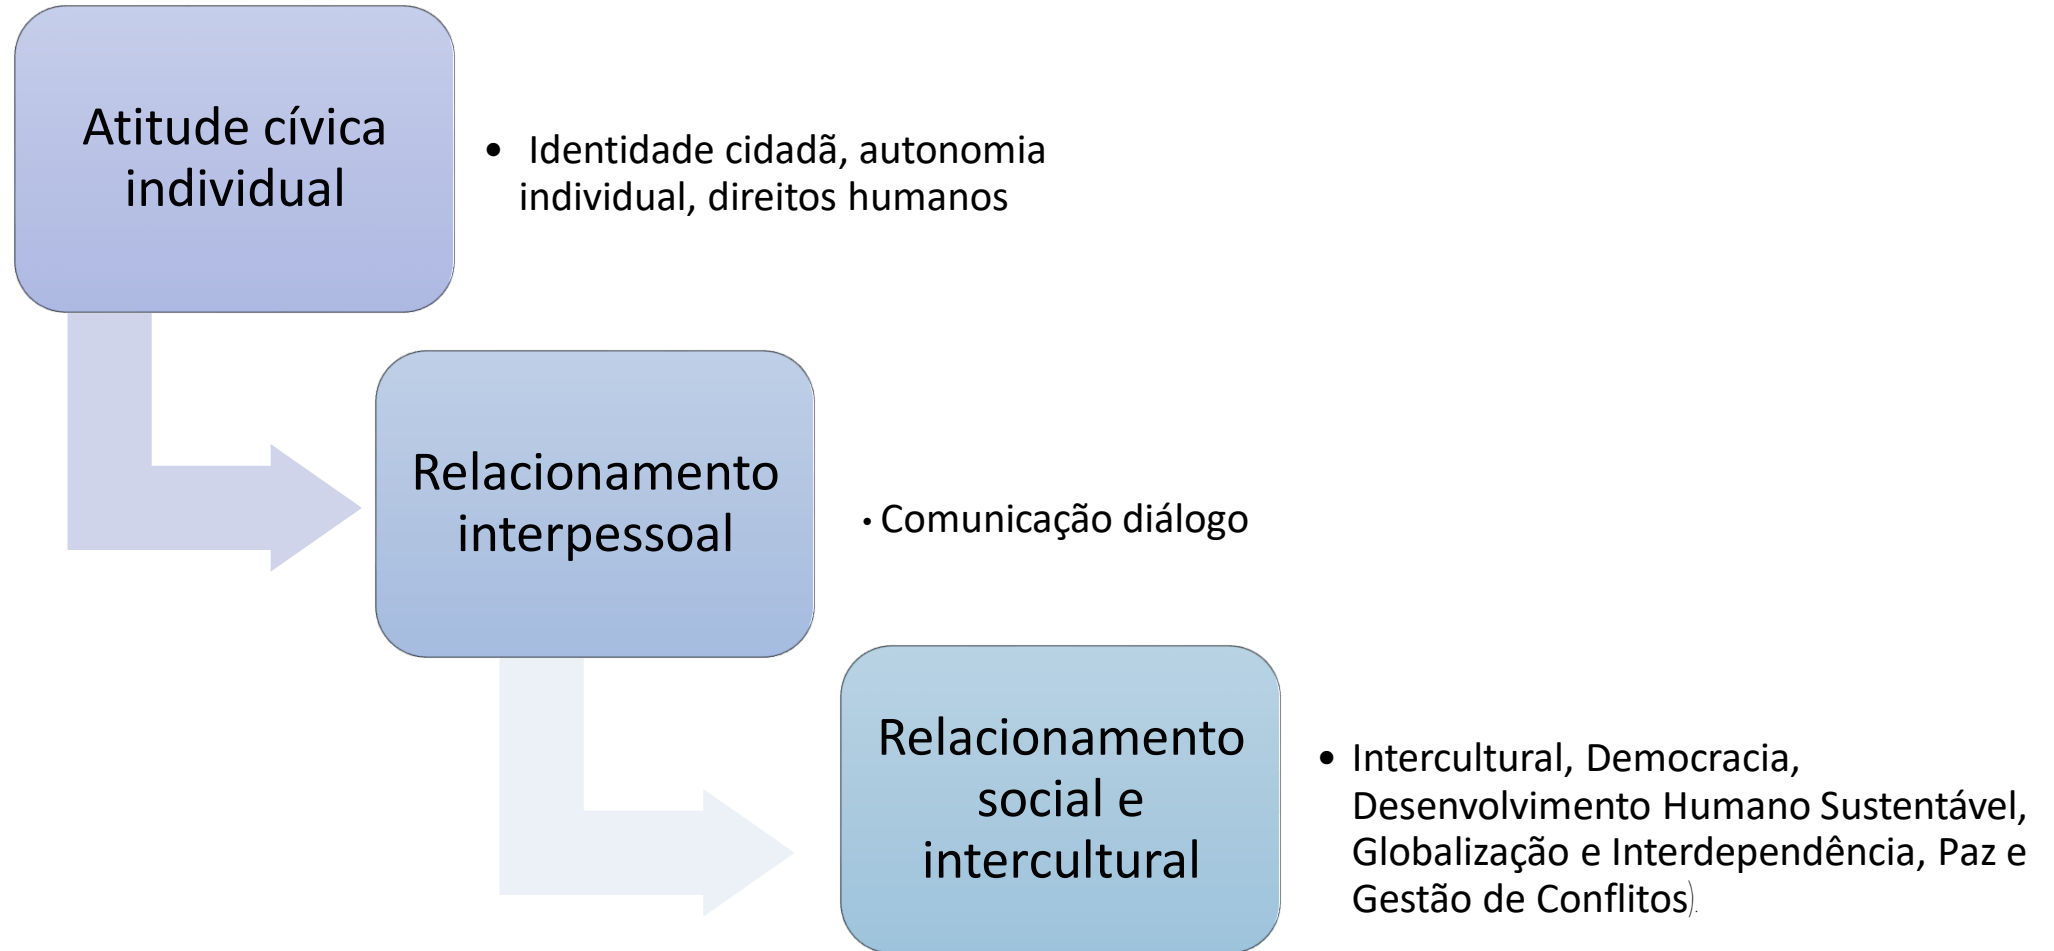 Atitude cívica
individual
•  Identidade cidadã, autonomia
individual, direitos humanos
Relacionamento
interpessoal
• Comunicação diálogo
Relacionamento
social e
intercultural
• Intercultural, Democracia,
Desenvolvimento Humano Sustentável,
Globalização e Interdependência, Paz e
Gestão de Conflitos).